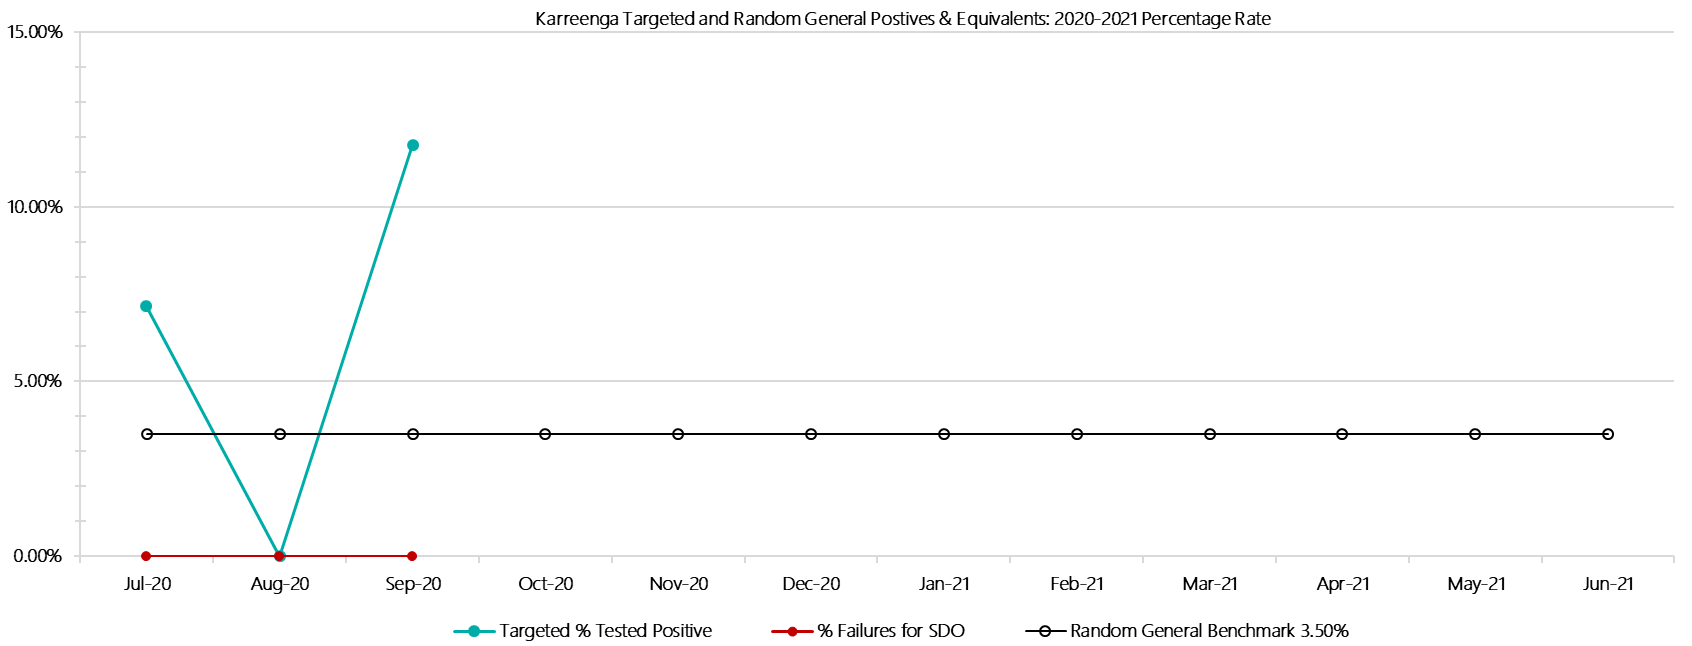 Karreenga Targeted and Random General Postives & Equivalents: 2020-2021 Percentage Rate
15.00%
10.00%
5.00%
0.00%
Jul-20 Aug-20 Sep-20 Oct-20 Nov-20 Dec-20 Jan-21 Feb-21 Mar-21 Apr-21 May-21 Jun-21
Targeted % Tested Positive % Failures for SDO Random General Benchmark 3.50%